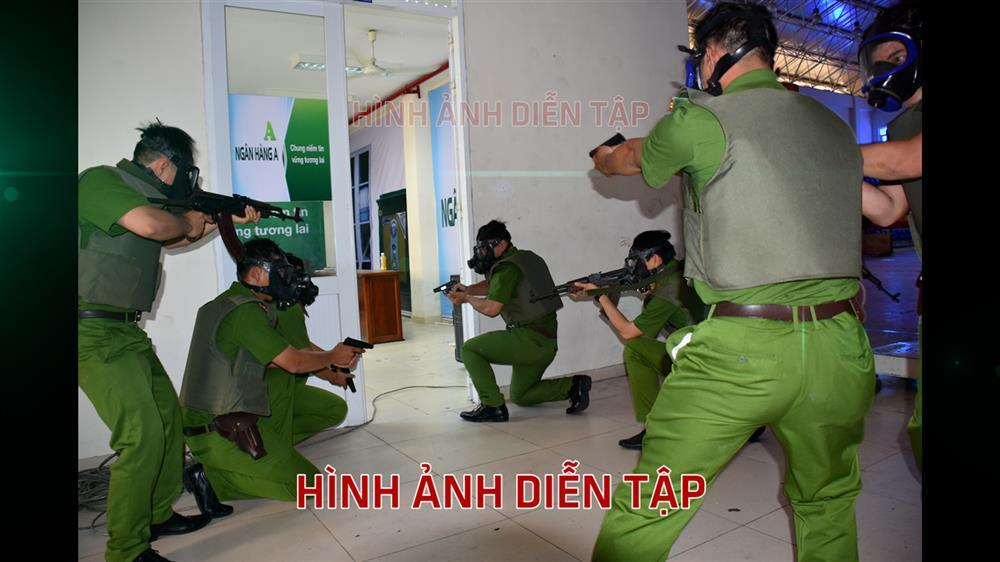 HÌNH ẢNH DIỄN TẬP
A
NGÂN HÀNG A
Chung niềm tin
vững tương lai
tin
ng tương lai
NGÂ
HÌNH ẢNH DIỄN TẬP